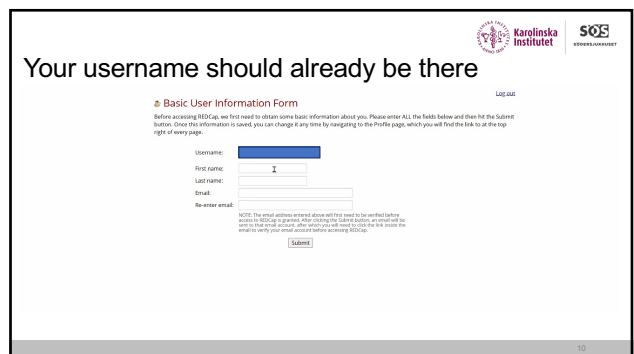 Karolinska
Institutet
SÖS
SÖDERSJUKHUSET
Your username should already be there
Log out
Basic User Information Form
Before accessing REDCap, we first need to obtain some basic information about you. Please enter ALL the fields below and then hit the Submit
button. Once this information is saved, you can change it any time by navigating to the Profile page, which you will find the link to at the top
right of every page.
Username:
First name:
Last name:
Email:
Re-enter email:
NOTE: The email address entered above will first need to be verified before
access to REDCap is granted. After clicking the Submit button, an email will be
sent to that email account, after which you will need to click the link inside the
email to verify your email account before accessing REDCap.
Submit
10